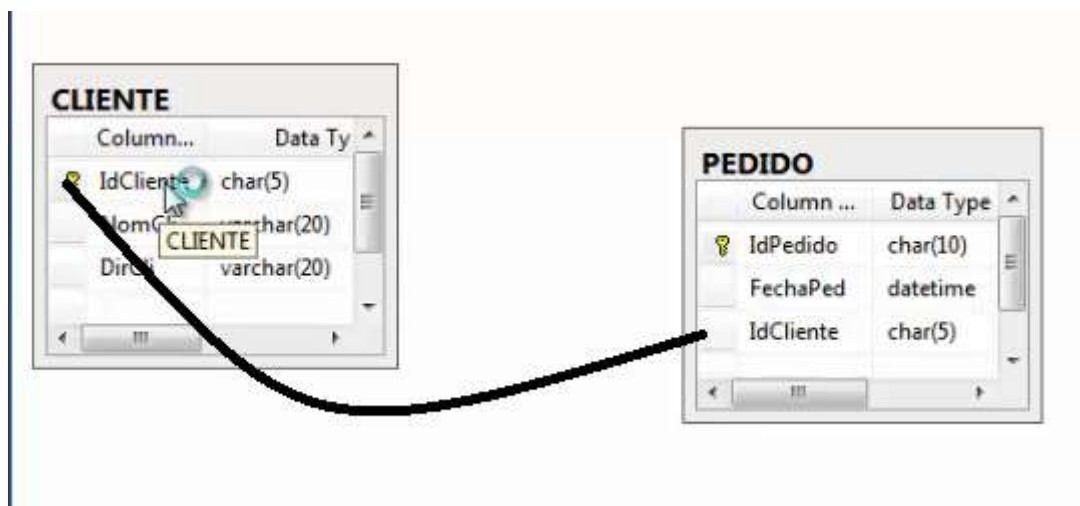 CLIENTE
Column... Data Ty
IdCliente char(5)
varchar(20)
CLIENTE
DirCli varchar(20)
PEDIDO
Column ... Data Type
IdPedido char(10)
FechaPed datetime
IdCliente char(5)